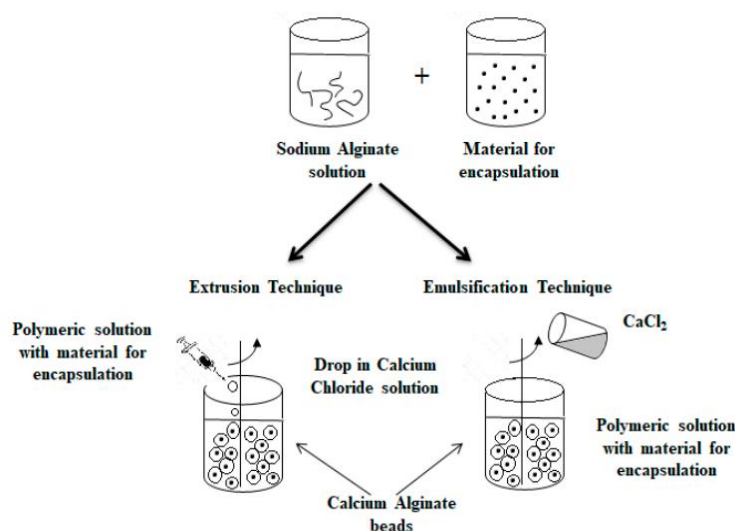 +
Sodium Alginate
solution
Material for
encapsulation
Extrusion Technique
Emulsification Technique
Polymeric solution
with material for
encapsulation
CaCl₂
Drop in Calcium
Chloride solution
Polymeric solution
with material for
encapsulation
Calcium Alginate
beads